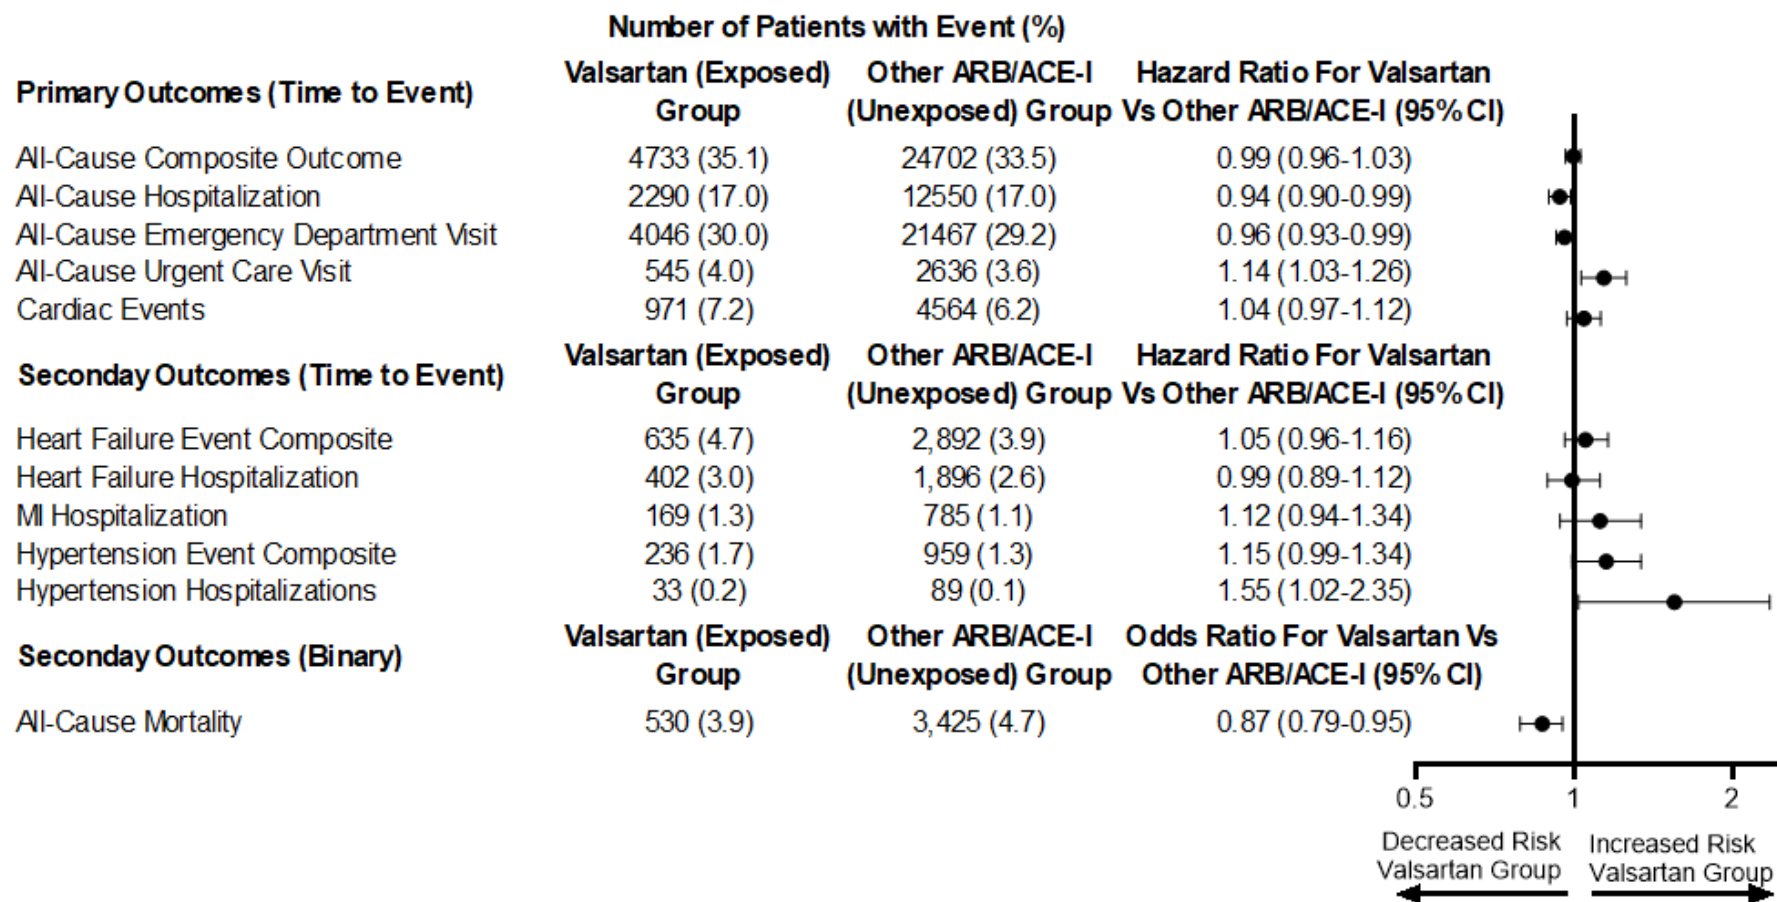 Number of Patients with Event (%)
Primary Outcomes (Time to Event) Valsartan (Exposed) Group Other ARB/ACE-I (Unexposed) Group Hazard Ratio For Valsartan Vs Other ARB/ACE-I (95% CI)
All-Cause Composite Outcome 4733 (35.1) 24702 (33.5) 0.99 (0.96-1.03)
All-Cause Hospitalization 2290 (17.0) 12550 (17.0) 0.94 (0.90-0.99)
All-Cause Emergency Department Visit 4046 (30.0) 21467 (29.2) 0.96 (0.93-0.99)
All-Cause Urgent Care Visit 545 (4.0) 2636 (3.6) 1.14 (1.03-1.26)
Cardiac Events 971 (7.2) 4564 (6.2) 1.04 (0.97-1.12)
Seconday Outcomes (Time to Event) Valsartan (Exposed) Group Other ARB/ACE-I (Unexposed) Group Hazard Ratio For Valsartan Vs Other ARB/ACE-I (95% CI)
Heart Failure Event Composite 635 (4.7) 2,892 (3.9) 1.05 (0.96-1.16)
Heart Failure Hospitalization 402 (3.0) 1,896 (2.6) 0.99 (0.89-1.12)
MI Hospitalization 169 (1.3) 785 (1.1) 1.12 (0.94-1.34)
Hypertension Event Composite 236 (1.7) 959 (1.3) 1.15 (0.99-1.34)
Hypertension Hospitalizations 33 (0.2) 89 (0.1) 1.55 (1.02-2.35)
Seconday Outcomes (Binary) Valsartan (Exposed) Group Other ARB/ACE-I (Unexposed) Group Odds Ratio For Valsartan Vs Other ARB/ACE-I (95% CI)
All-Cause Mortality 530 (3.9) 3,425 (4.7) 0.87 (0.79-0.95)
0.5 1 2
Decreased Risk Increased Risk
Valsartan Group Valsartan Group